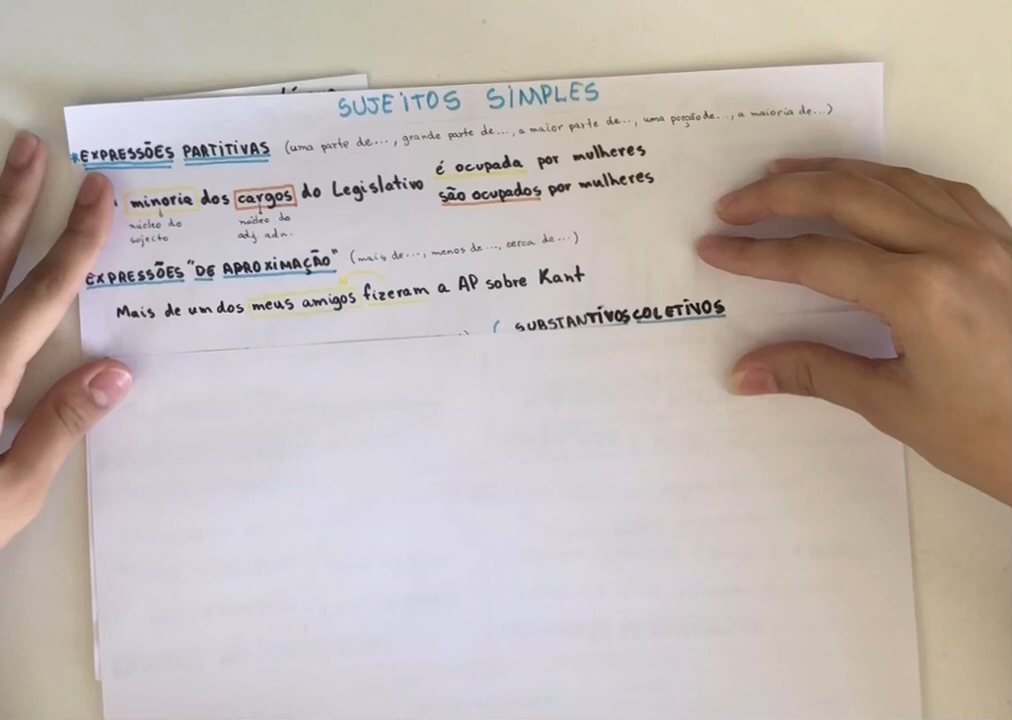 SUJEITOS SIMPLES
*EXPRESSÕES PARTITIVAS (uma parte de..., grande parte de..., a maior parte de..., uma porção de..., a maioria de...)
é ocupada por mulheres
minoria dos cargos do Legislativo
são ocupados por mulheres
núcleo do sujeito
núcleo do adj. adn.
EXPRESSÕES "DE APROXIMAÇÃO" (mais de..., menos de..., cerca de...)
Mais de um dos meus amigos fizeram a AP sobre Kant
SUBSTANTIVOS COLETIVOS